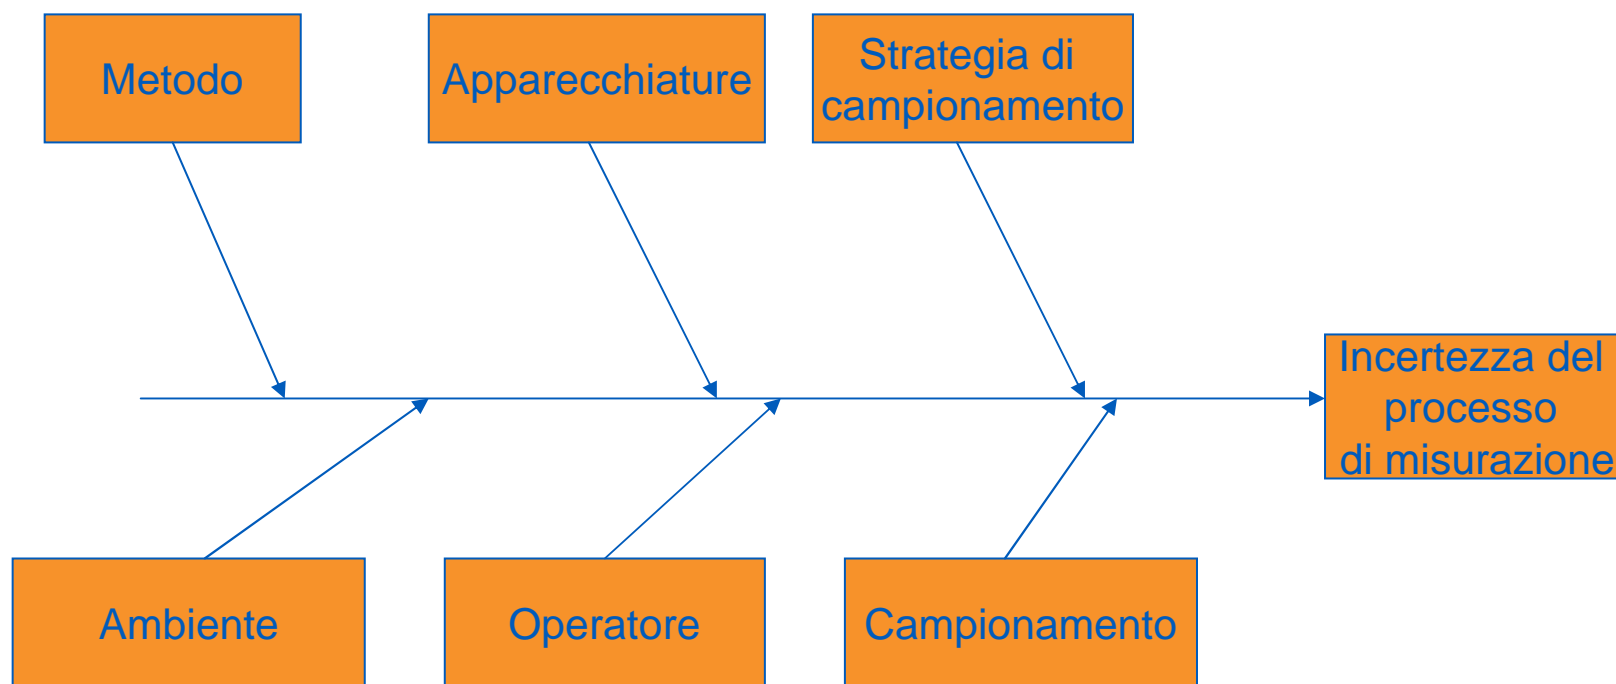 Metodo
Apparecchiature
Strategia di
campionamento
Incertezza del
processo
di misurazione
Ambiente
Operatore
Campionamento